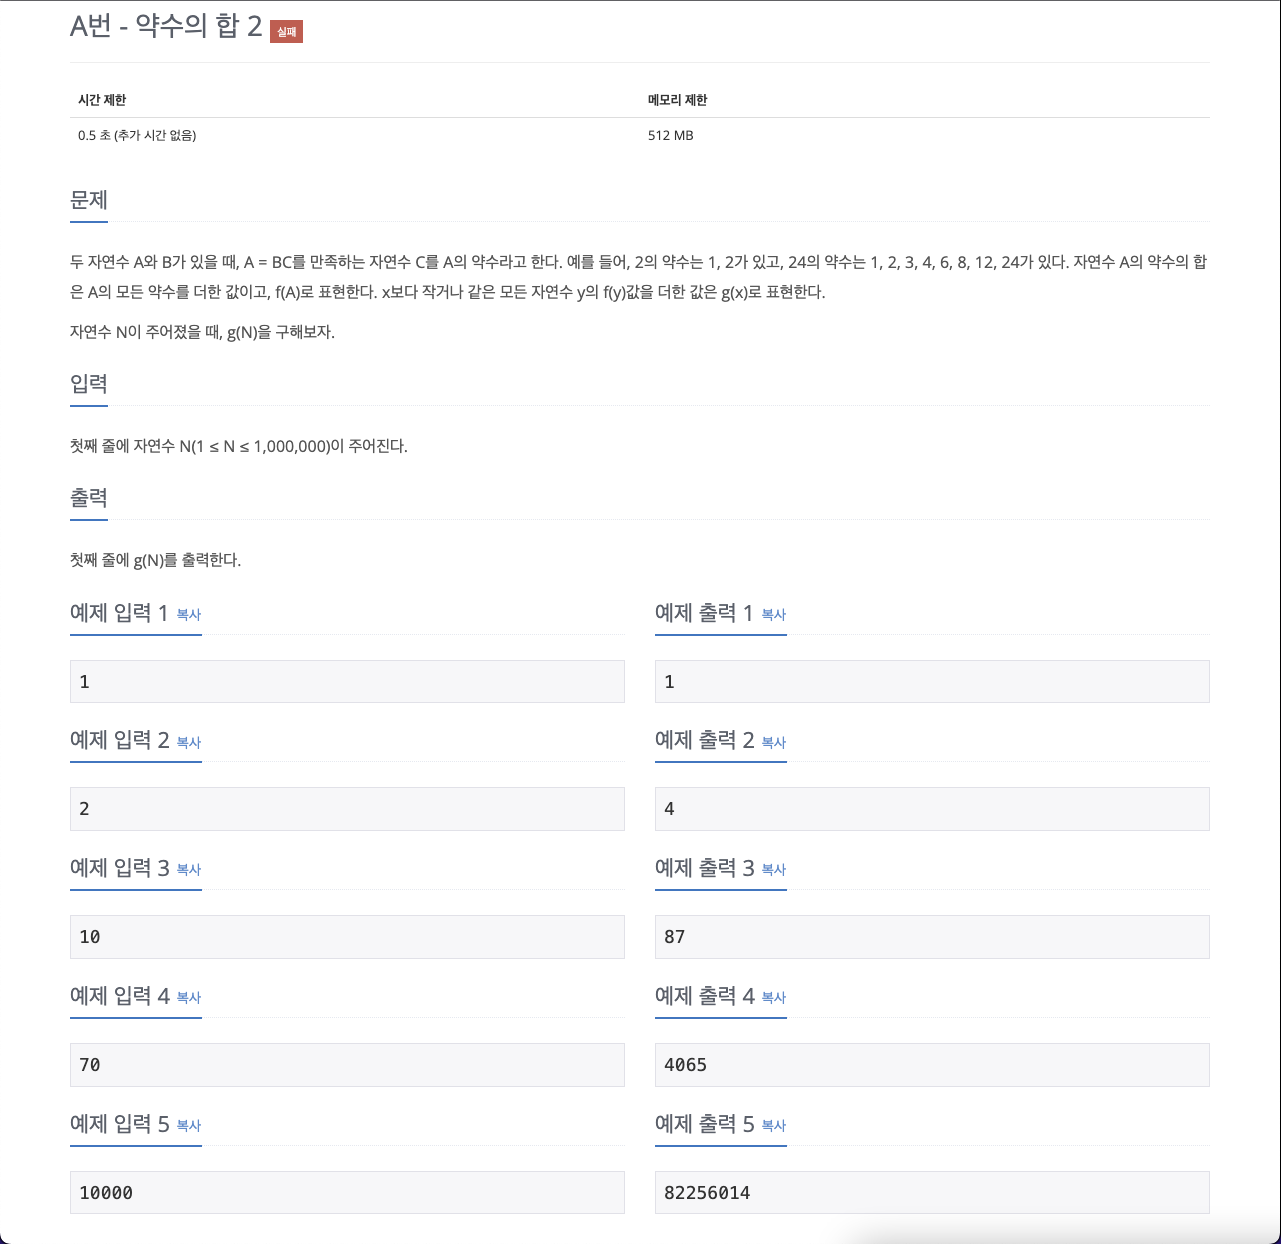 A번 - 약수의 합 2 실패
시간 제한 메모리 제한
0.5 초 (추가 시간 없음) 512 MB
문제
두 자연수 A와 B가 있을 때, A = BC를 만족하는 자연수 C를 A의 약수라고 한다. 예를 들어, 2의 약수는 1, 2가 있고, 24의 약수는 1, 2, 3, 4, 6, 8, 12, 24가 있다. 자연수 A의 약수의 합
은 A의 모든 약수를 더한 값이고, f(A)로 표현한다. x보다 작거나 같은 모든 자연수 y의 f(y)값을 더한 값은 g(x)로 표현한다.
자연수 N이 주어졌을 때, g(N)을 구해보자.
입력
첫째 줄에 자연수 N(1 ≤ N ≤ 1,000,000)이 주어진다.
출력
첫째 줄에 g(N)를 출력한다.
예제 입력 1 복사 예제 출력 1 복사
1 1
예제 입력 2 복사 예제 출력 2 복사
2 4
예제 입력 3 복사 예제 출력 3 복사
10 87
예제 입력 4 복사 예제 출력 4 복사
70 4065
예제 입력 5 복사 예제 출력 5 복사
10000 82256014